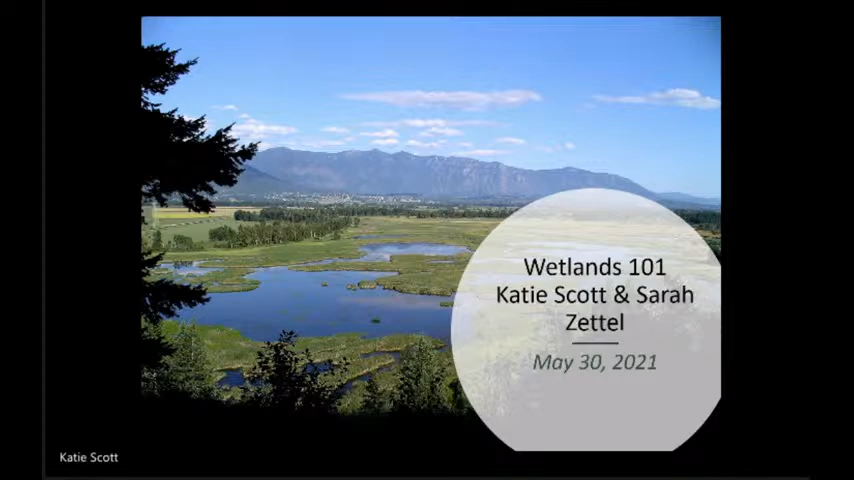 Wetlands 101
Katie Scott & Sarah
Zettel
May 30, 2021
Katie Scott